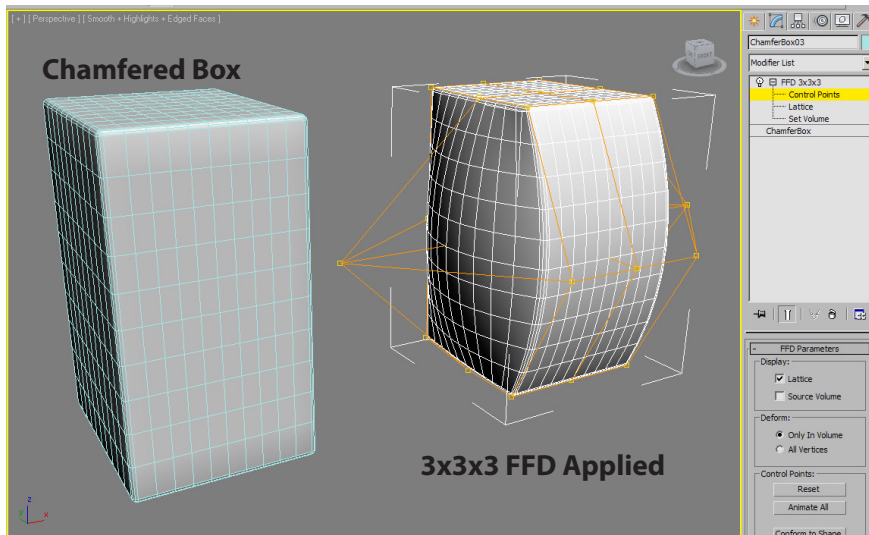 [ + ] [ Perspective ] [ Smooth + Highlights + Edged Faces ]
Chamfered Box
3x3x3 FFD Applied
FRONT
z
y
x
ChamferBox03
Modifier List
FFD 3x3x3
Control Points
Lattice
Set Volume
ChamferBox
- FFD Parameters
Display:
Lattice
Source Volume
Deform:
Only In Volume
All Vertices
Control Points:
Reset
Animate All
Conform to Shape